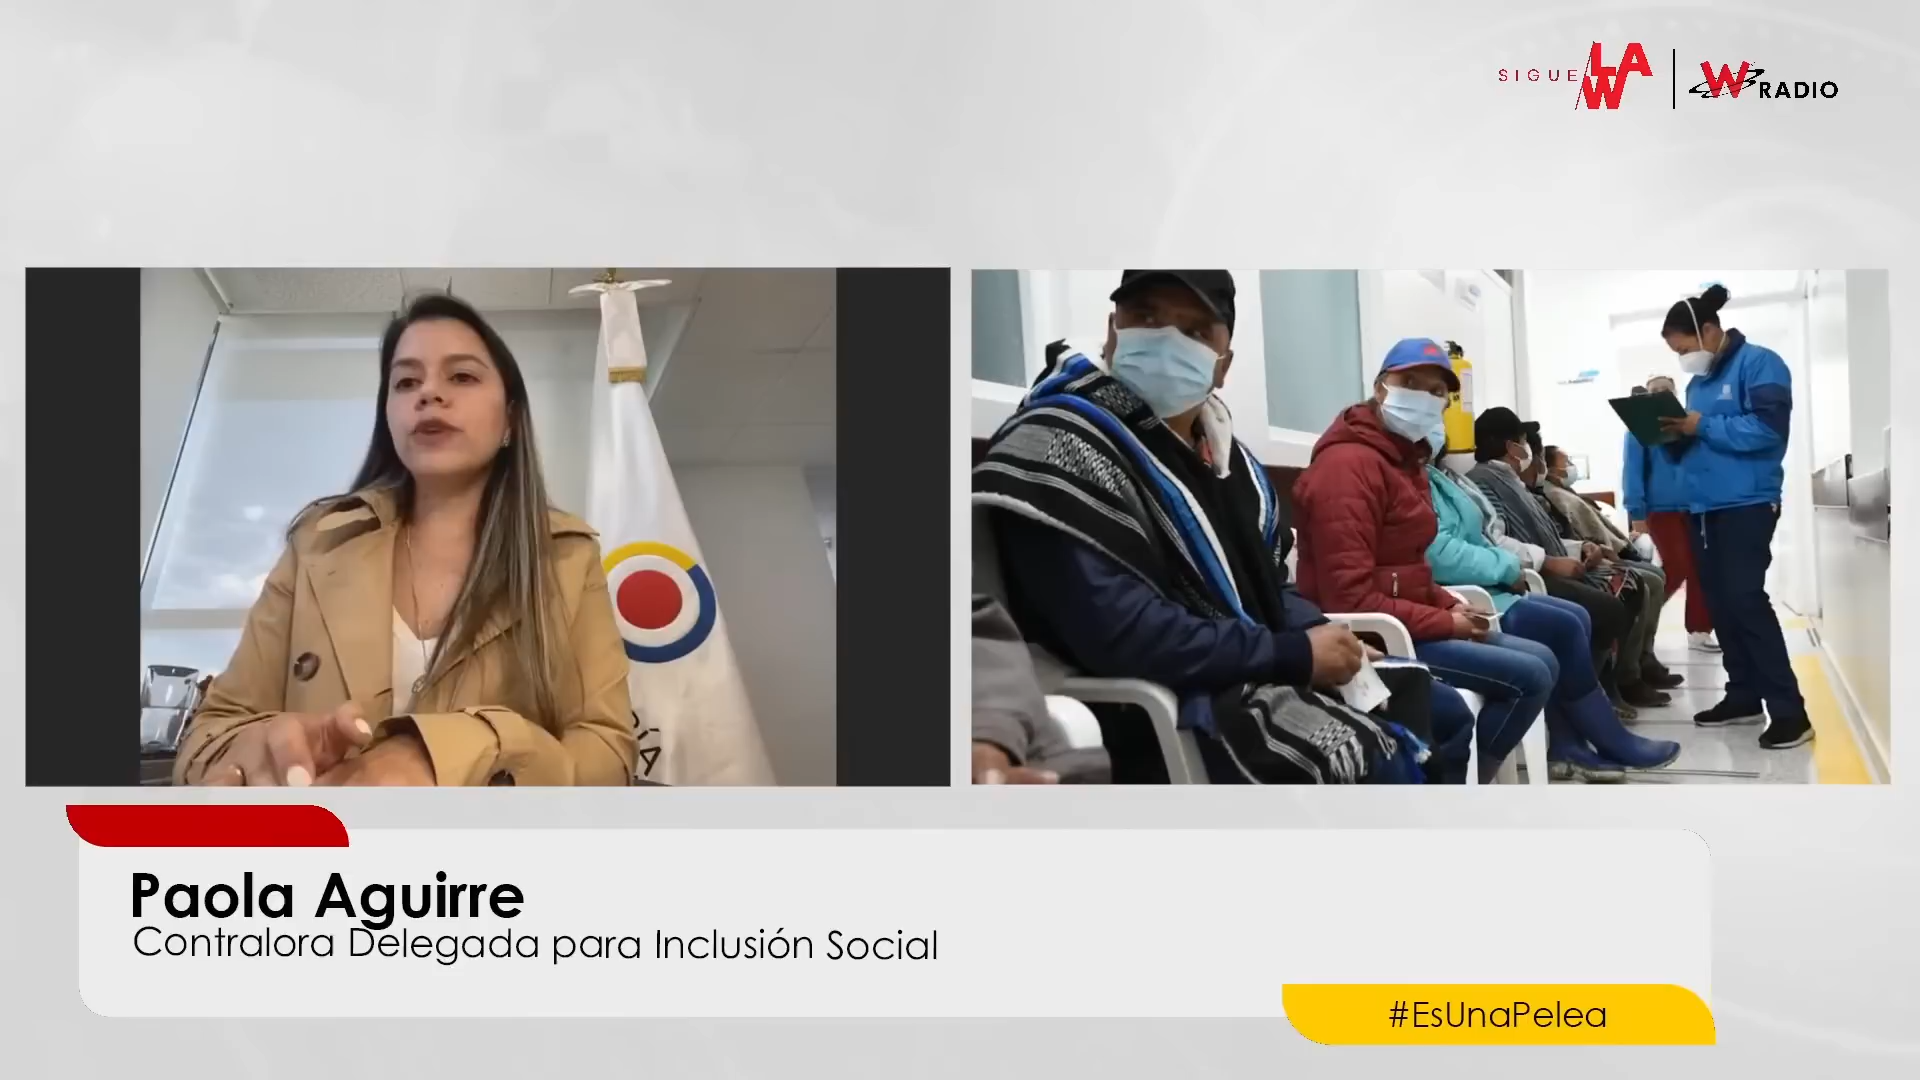 SIGUE LA W
W RADIO
Paola Aguirre
Contralora Delegada para Inclusión Social
#EsUnaPelea